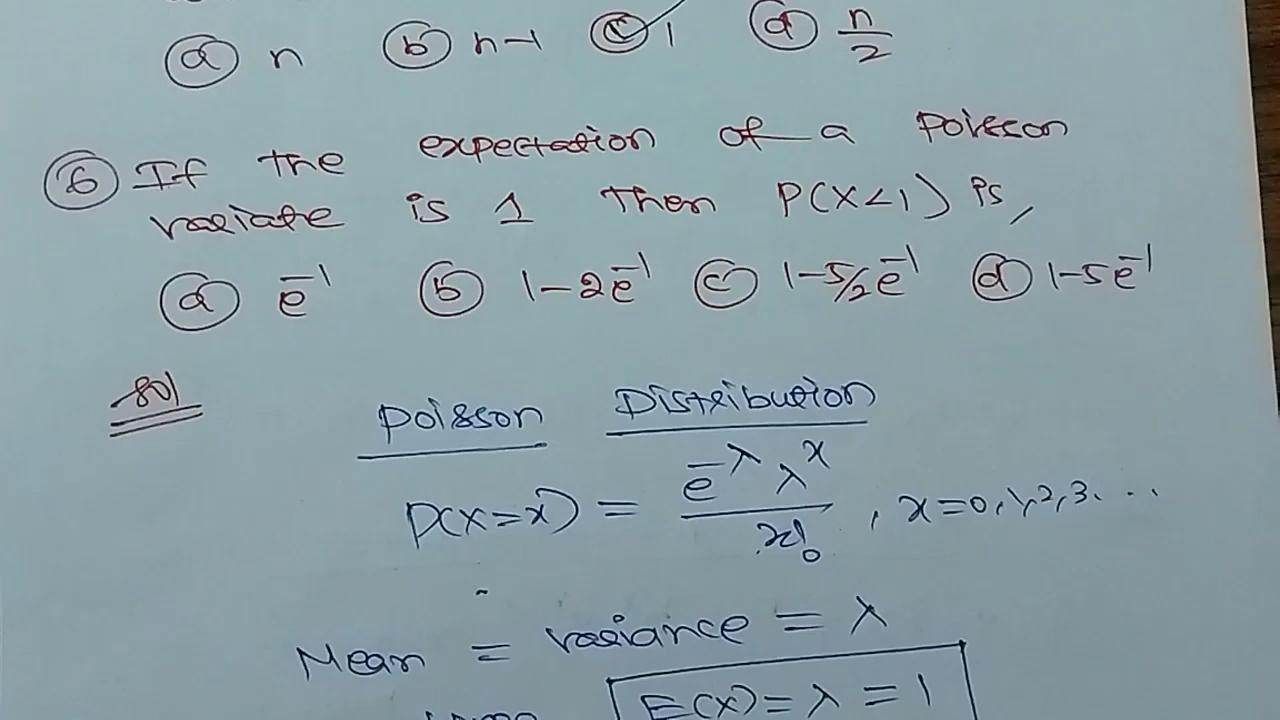 (a) n (b) n-1 (c) 1 (d) n/2
(6) If the expectation of a Poisson
variate is 1 Then P(X<1) is,
(a) e⁻¹ (b) 1-2e⁻¹ (c) 1-5/2e⁻¹ (d) 1-5e⁻¹
Sol
Poisson Distribution
P(X=x) = e^-λ λ^x / x!, x=0,1,2,3...
Mean = variance = λ
E(X)=λ=1